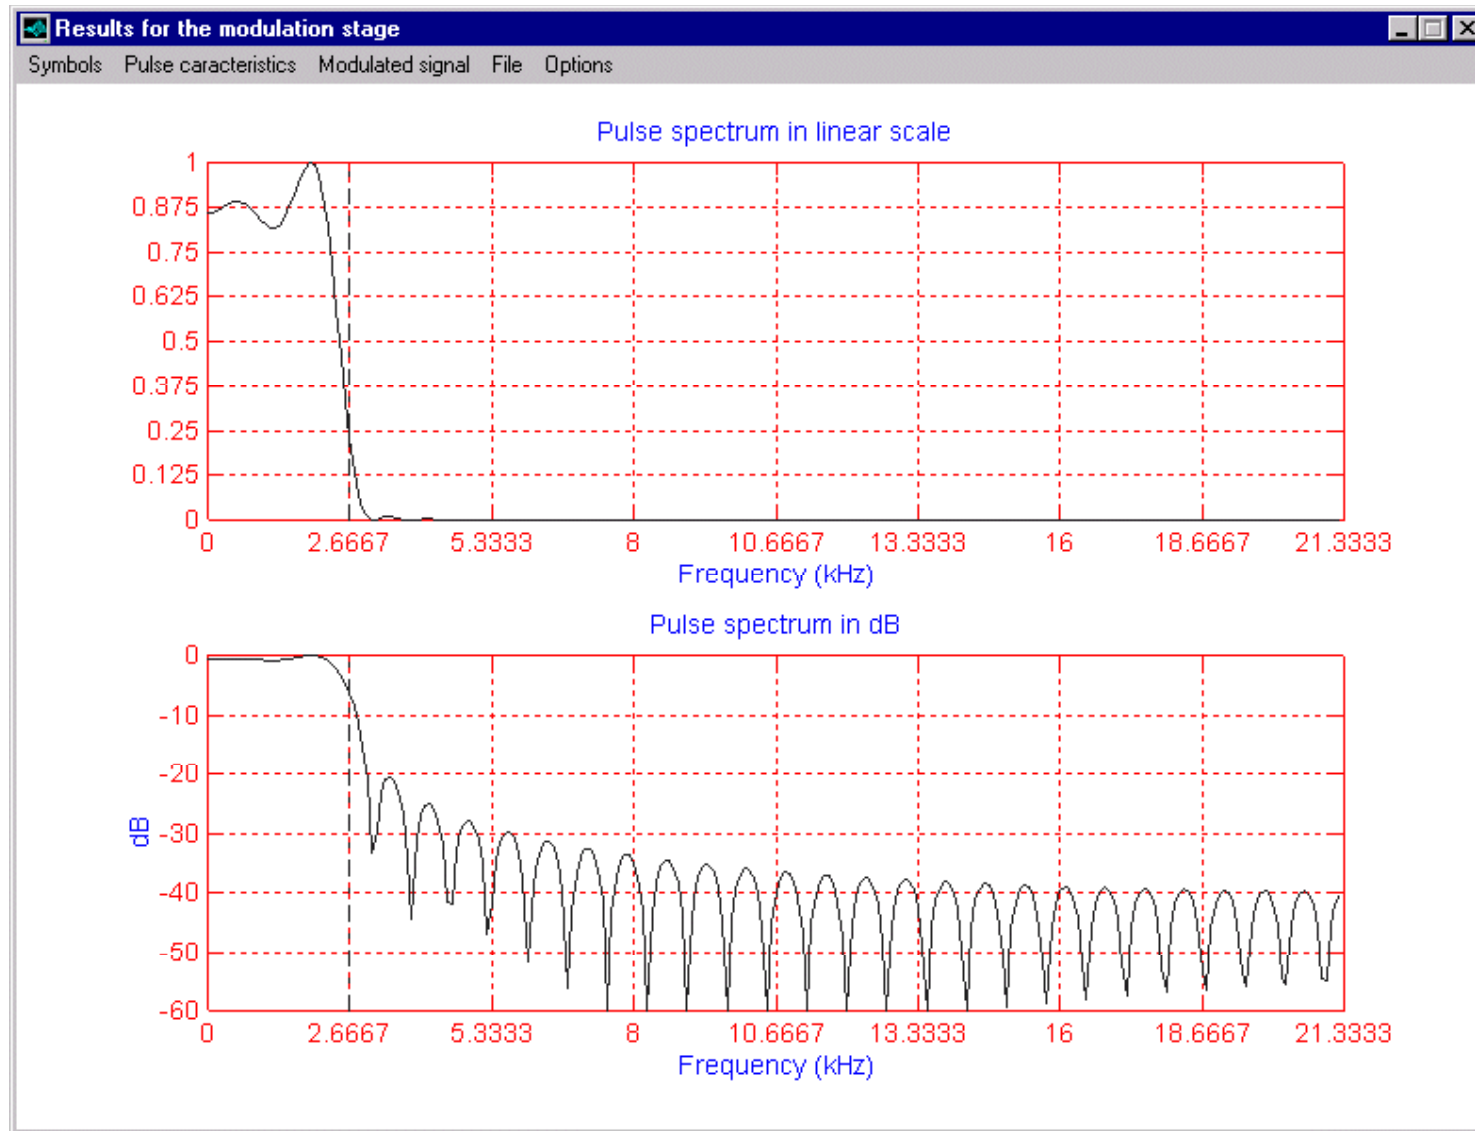 Results for the modulation stage
Symbols Pulse caracteristics Modulated signal File Options
Pulse spectrum in linear scale
1
0.875
0.75
0.625
0.5
0.375
0.25
0.125
0
0 2.6667 5.3333 8 10.6667 13.3333 16 18.6667 21.3333
Frequency (kHz)
Pulse spectrum in dB
0
-10
-20
-30
-40
-50
-60
dB
0 2.6667 5.3333 8 10.6667 13.3333 16 18.6667 21.3333
Frequency (kHz)